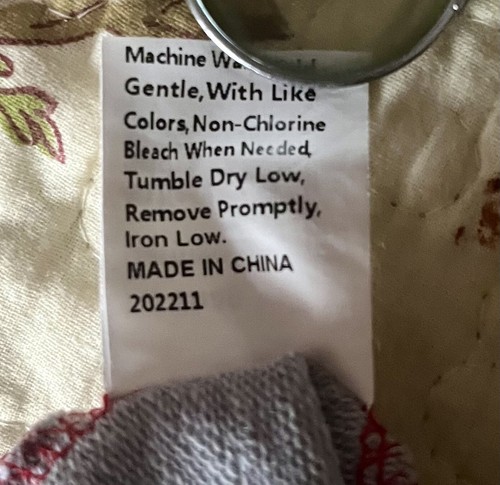 Machine
Gentle,With Like
Colors,Non-Chlorine
Bleach When Needed,
Tumble Dry Low,
Remove Promptly,
Iron Low.
MADE IN CHINA
202211